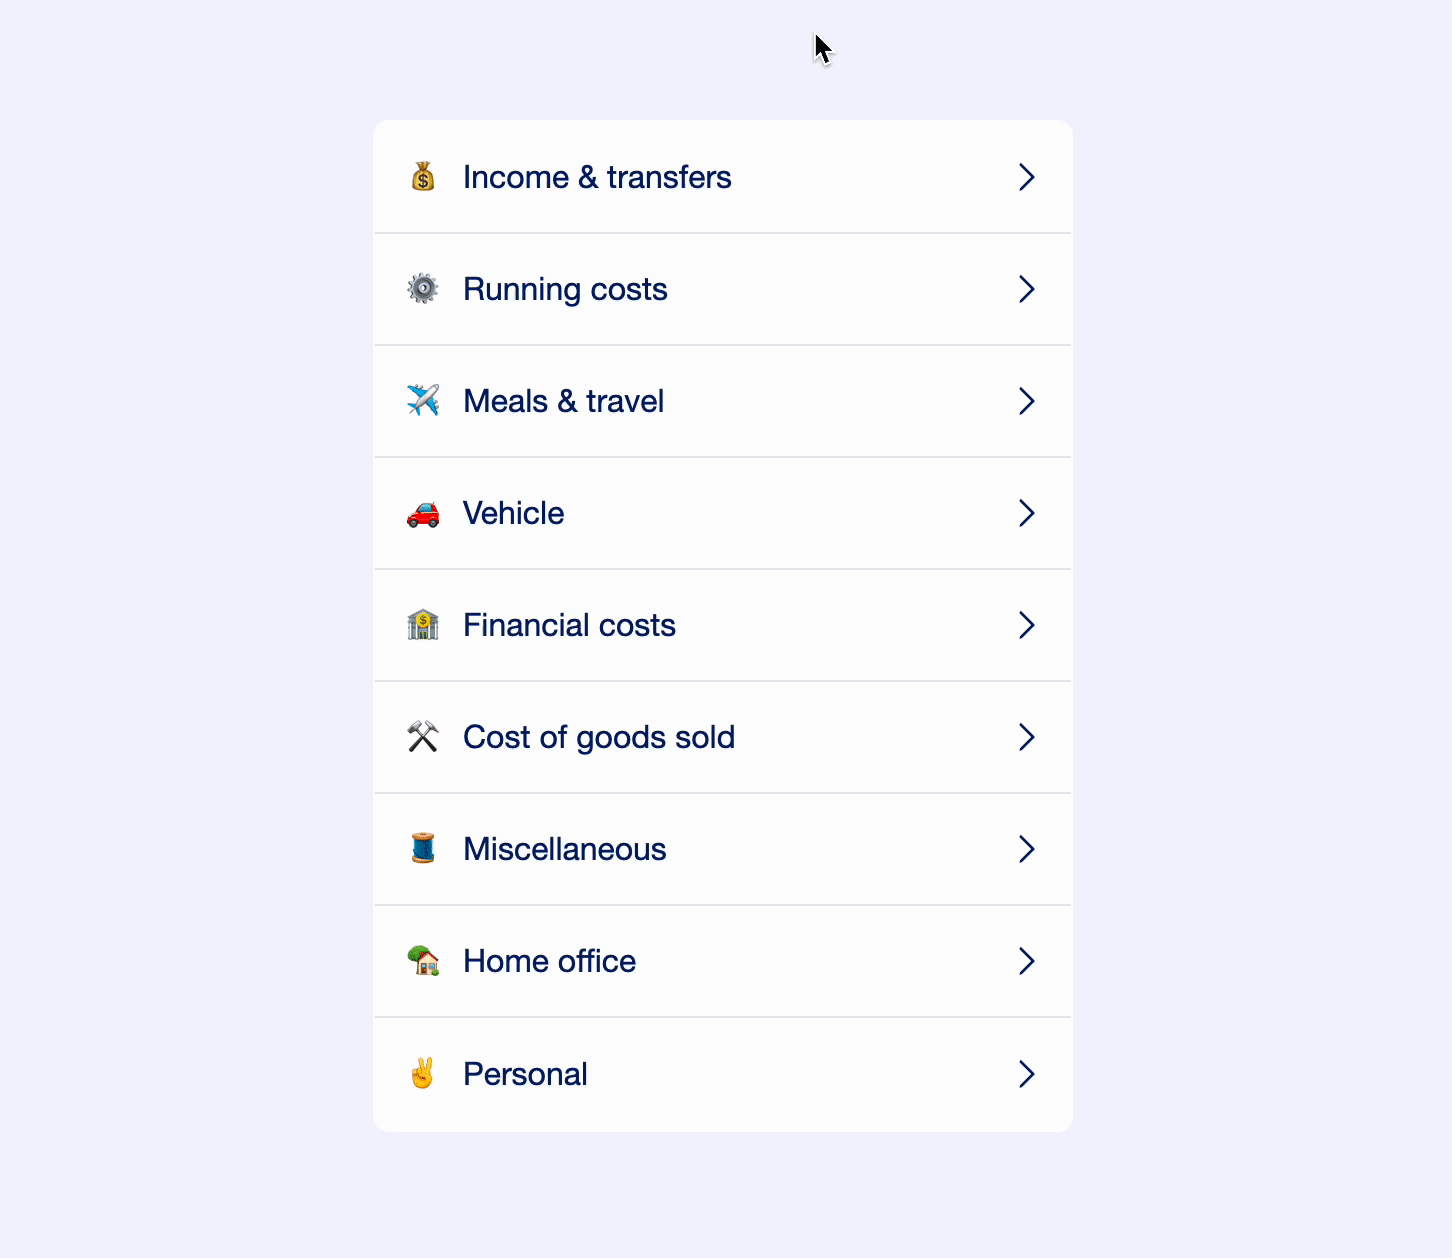 Income & transfers
Running costs
Meals & travel
Vehicle
Financial costs
Cost of goods sold
Miscellaneous
Home office
Personal